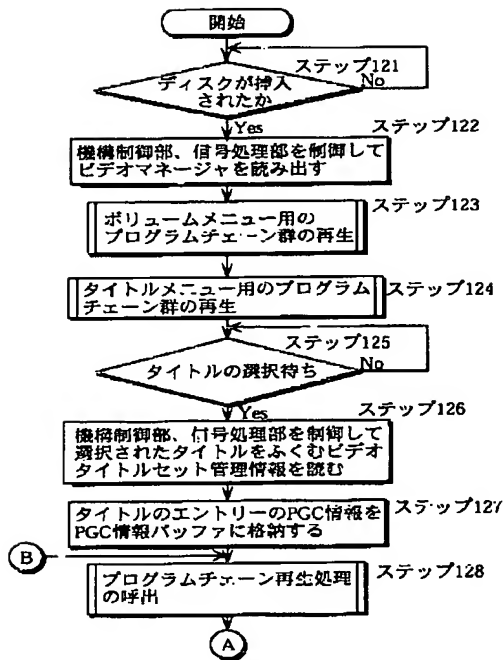 開始
ステップ121
ディスクが挿入
されたか
No
Yes
ステップ122
機構制御部、信号処理部を制御して
ビデオマネージャを読み出す
ステップ123
ボリュームメニュー用の
プログラムチェーン群の再生
タイトルメニュー用のプログラム
チェーン群の再生
ステップ124
ステップ125
No
タイトルの選択待ち
Yes
ステップ126
機構制御部、信号処理部を制御して
選択されたタイトルをふくむビデオ
タイトルセット管理情報を読む
タイトルのエントリーのPGC情報を
PGC情報バッファに格納する
ステップ127
B
プログラムチェーン再生処理
の呼出
ステップ128
A